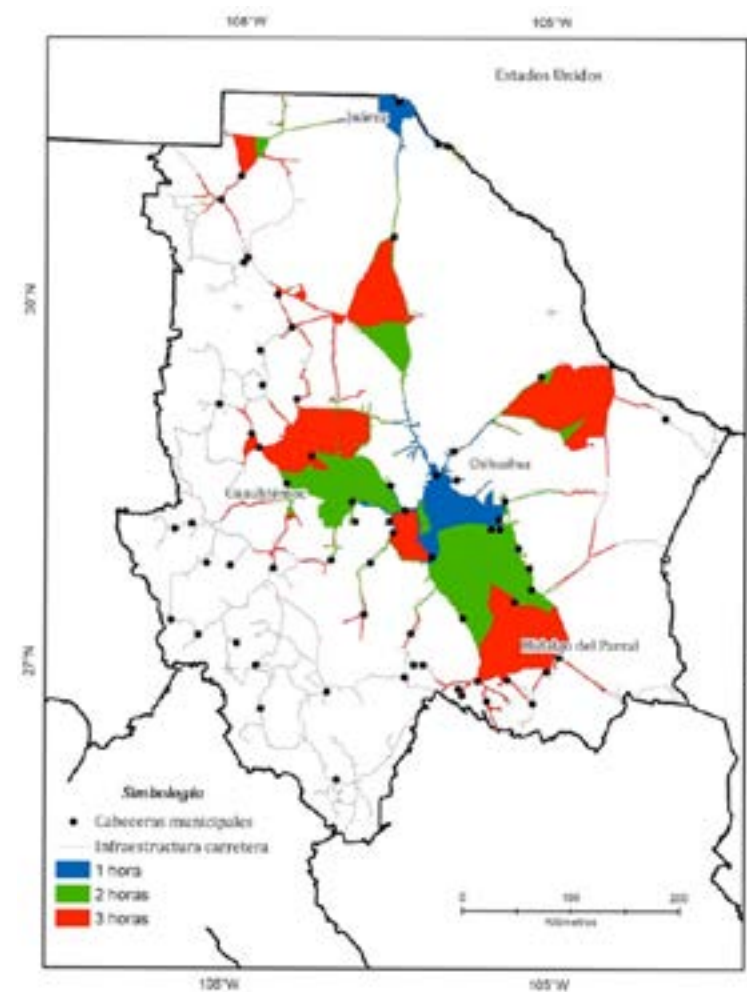 108°W 105°W
Estados Unidos
Juárez
30°N
Chihuahua
Cuauhtémoc
27°N
Hidalgo del Parral
Simbología
Cabeceras municipales
Infraestructura carretera
1 hora
2 horas
3 horas
0 100 200
Kilómetros
108°W 105°W